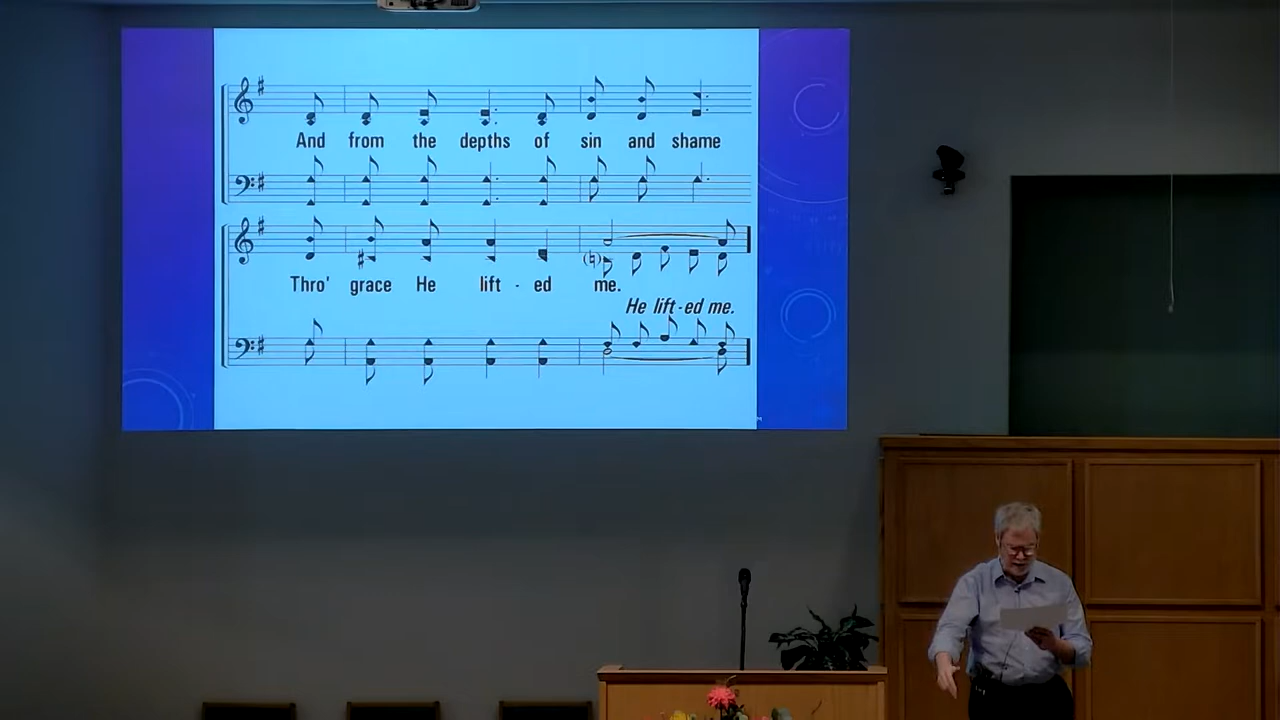 And from the depths of sin and shame
Thro' grace He lift - ed me.
He lift - ed me.